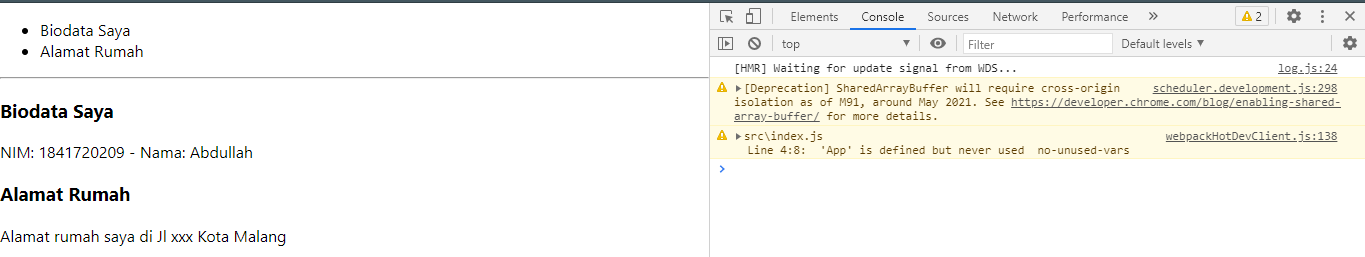 Biodata Saya
Alamat Rumah
Biodata Saya
NIM: 1841720209 - Nama: Abdullah
Alamat Rumah
Alamat rumah saya di Jl xxx Kota Malang
Elements Console Sources Network Performance » 2
top Filter Default levels
[HMR] Waiting for update signal from WDS... log.js:24
[Deprecation] SharedArrayBuffer will require cross-origin scheduler.development.js:298
isolation as of M91, around May 2021. See https://developer.chrome.com/blog/enabling-shared-
array-buffer/ for more details.
src\index.js webpackHotDevClient.js:138
Line 4:8: 'App' is defined but never used no-unused-vars